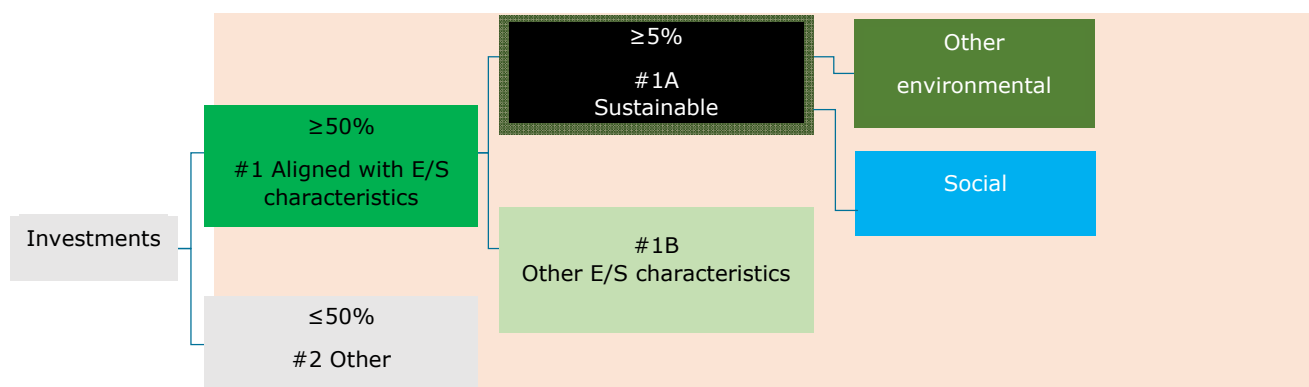 Investments
≥50%
#1 Aligned with E/S
characteristics
≤50%
#2 Other
≥5%
#1A
Sustainable
#1B
Other E/S characteristics
Other
environmental
Social